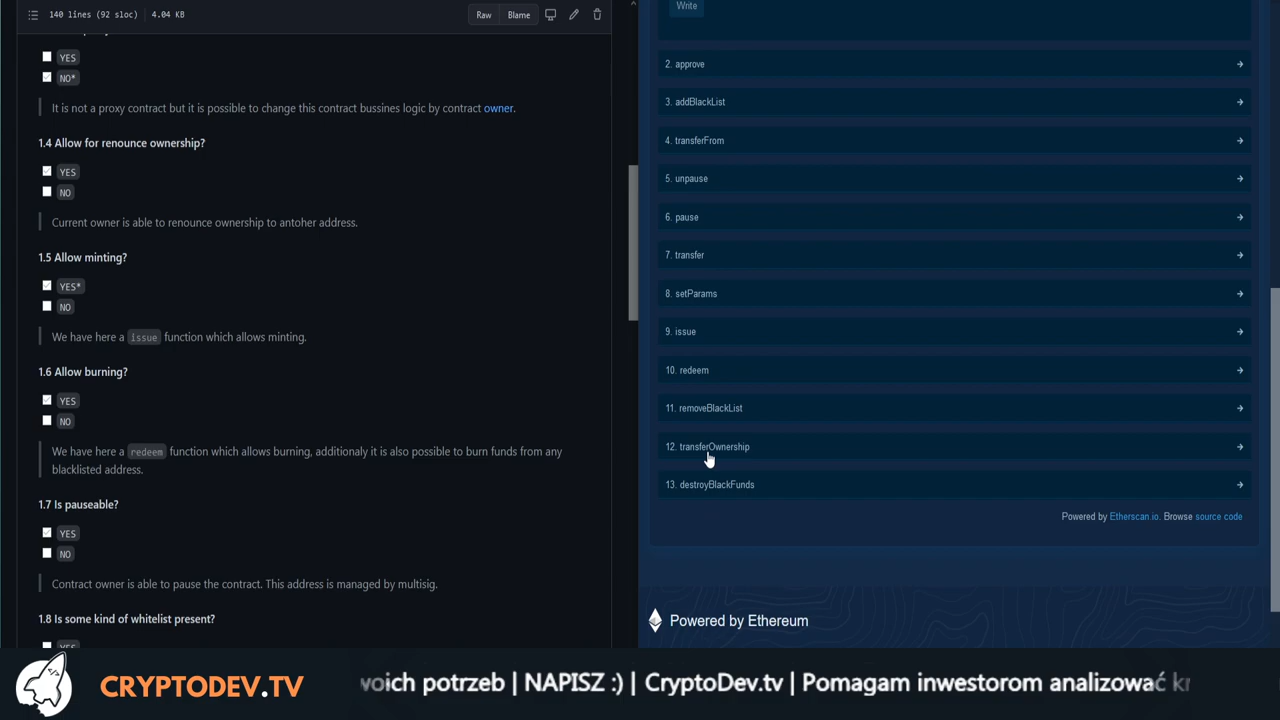 140 lines (92 sloc) 4.04 KB
Raw
Blame
YES
NO*
It is not a proxy contract but it is possible to change this contract bussines logic by contract owner.
1.4 Allow for renounce ownership?
YES
NO
Current owner is able to renounce ownership to antoher address.
1.5 Allow minting?
YES*
NO
We have here a issue function which allows minting.
1.6 Allow burning?
YES
NO
We have here a redeem function which allows burning, additionaly it is also possible to burn funds from any
blacklisted address.
1.7 Is pauseable?
YES
NO
Contract owner is able to pause the contract. This address is managed by multisig.
1.8 Is some kind of whitelist present?
YES
Write
2. approve
3. addBlackList
4. transferFrom
5. unpause
6. pause
7. transfer
8. setParams
9. issue
10. redeem
11. removeBlackList
12. transferOwnership
13. destroyBlackFunds
Powered by Etherscan.io. Browse source code
Powered by Ethereum
CRYPTODEV.TV
woich potrzeb | NAPISZ :) | CryptoDev.tv | Pomagam inwestorom analizować kr